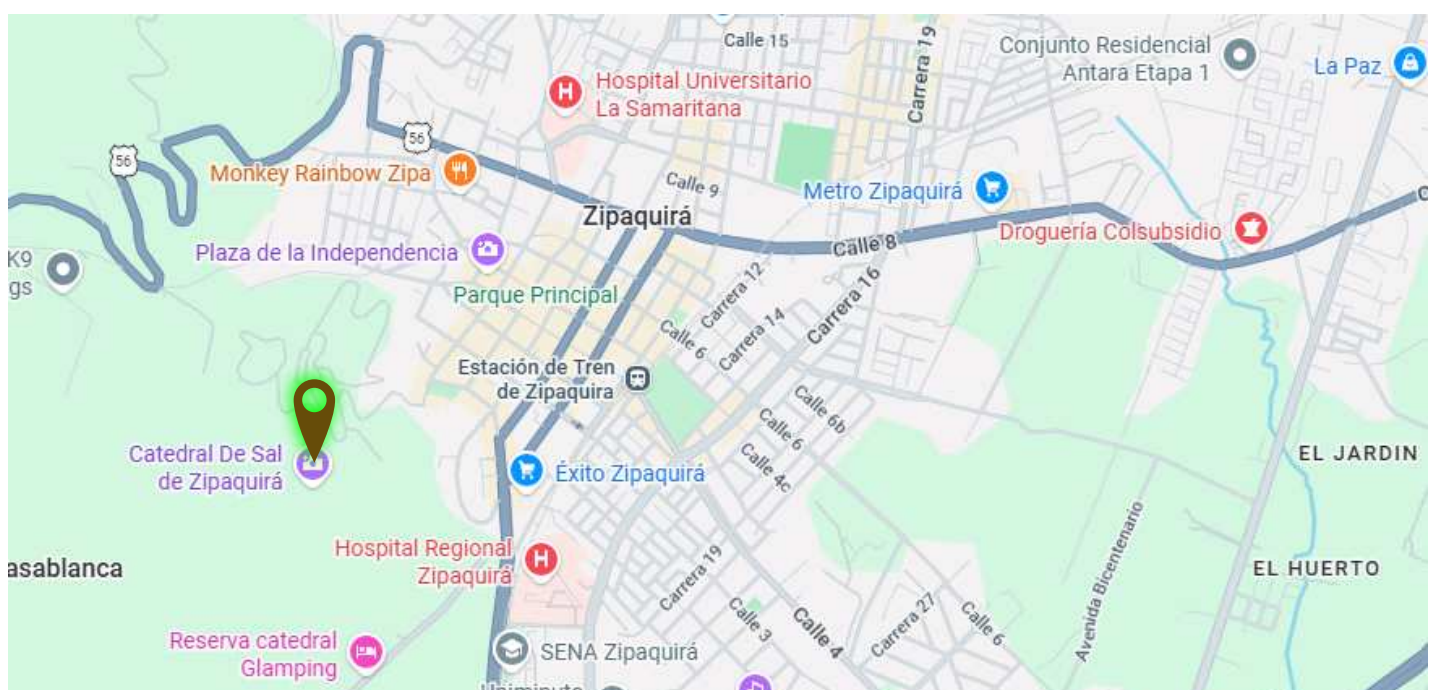 Calle 15
Carrera 19
Conjunto Residencial
Antara Etapa 1
La Paz
Hospital Universitario
La Samaritana
56
56
Monkey Rainbow Zipa
Calle 9
Metro Zipaquirá
Zipaquirá
Droguería Colsubsidio
Calle 8
Plaza de la Independencia
K9
gs
Parque Principal
Carrera 12
Carrera 16
Calle 6
Carrera 14
Estación de Tren
de Zipaquira
Calle 6b
Calle 6
Catedral De Sal
de Zipaquirá
Éxito Zipaquirá
Calle 4c
EL JARDIN
Hospital Regional
Zipaquirá
asablanca
Carrera 19
Avenida Bicentenario
EL HUERTO
Calle 3
Calle 4
Carrera 27
Calle 6
Reserva catedral
Glamping
SENA Zipaquirá
Uniminuto